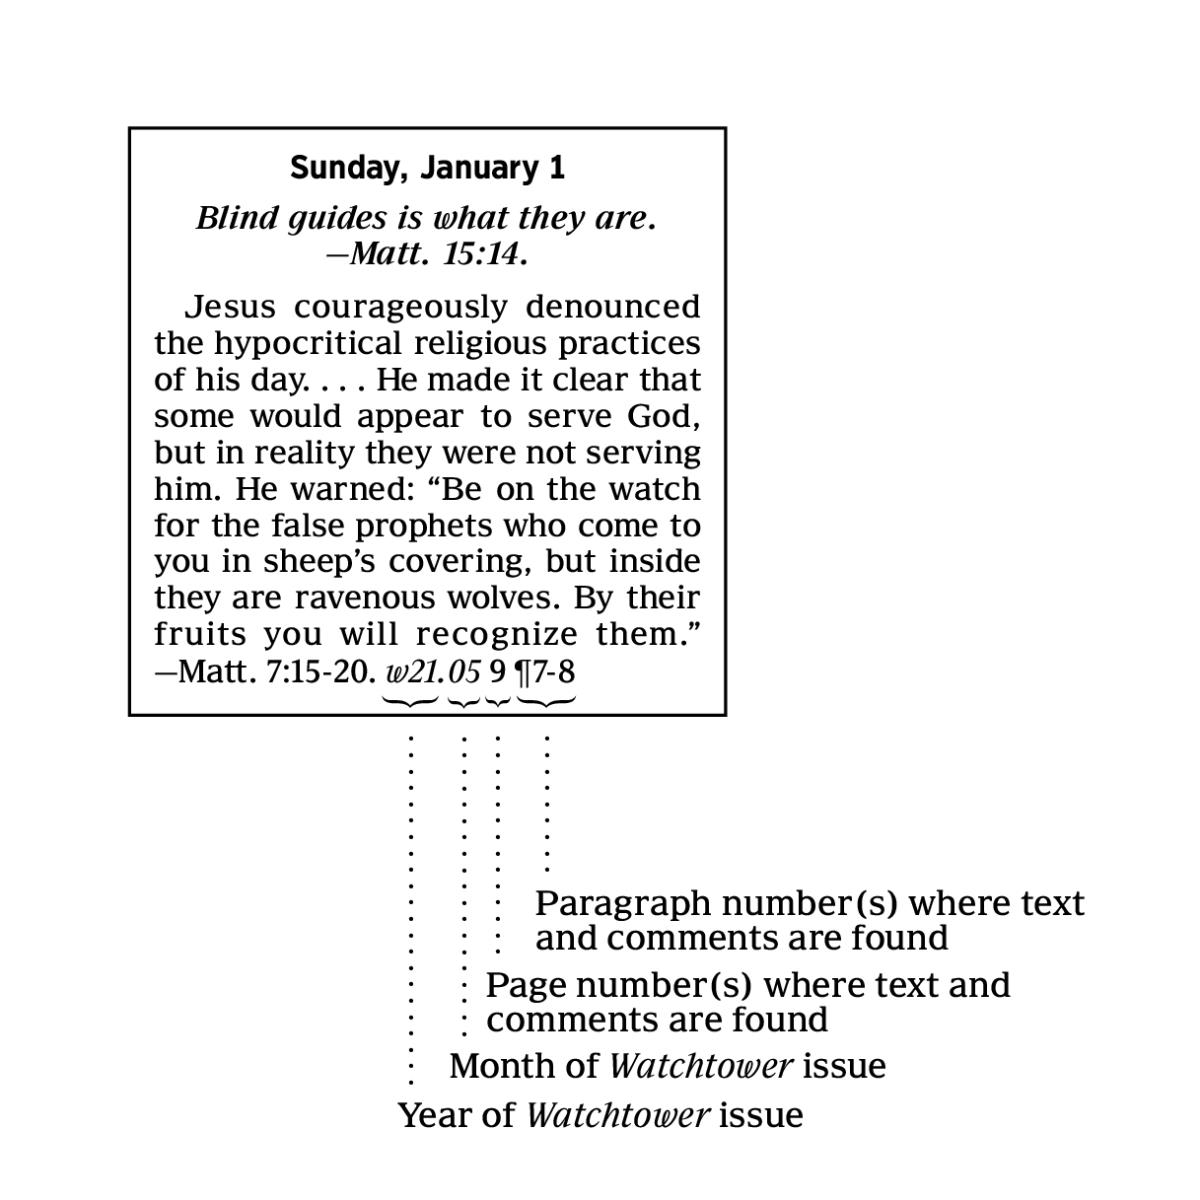 Sunday, January 1
Blind guides is what they are.
—Matt. 15:14.
Jesus courageously denounced
the hypocritical religious practices
of his day. . . . He made it clear that
some would appear to serve God,
but in reality they were not serving
him. He warned: “Be on the watch
for the false prophets who come to
you in sheep’s covering, but inside
they are ravenous wolves. By their
fruits you will recognize them.”
—Matt. 7:15-20. w21.05 9 ¶7-8
Paragraph number(s) where text
and comments are found
Page number(s) where text and
comments are found
Month of Watchtower issue
Year of Watchtower issue